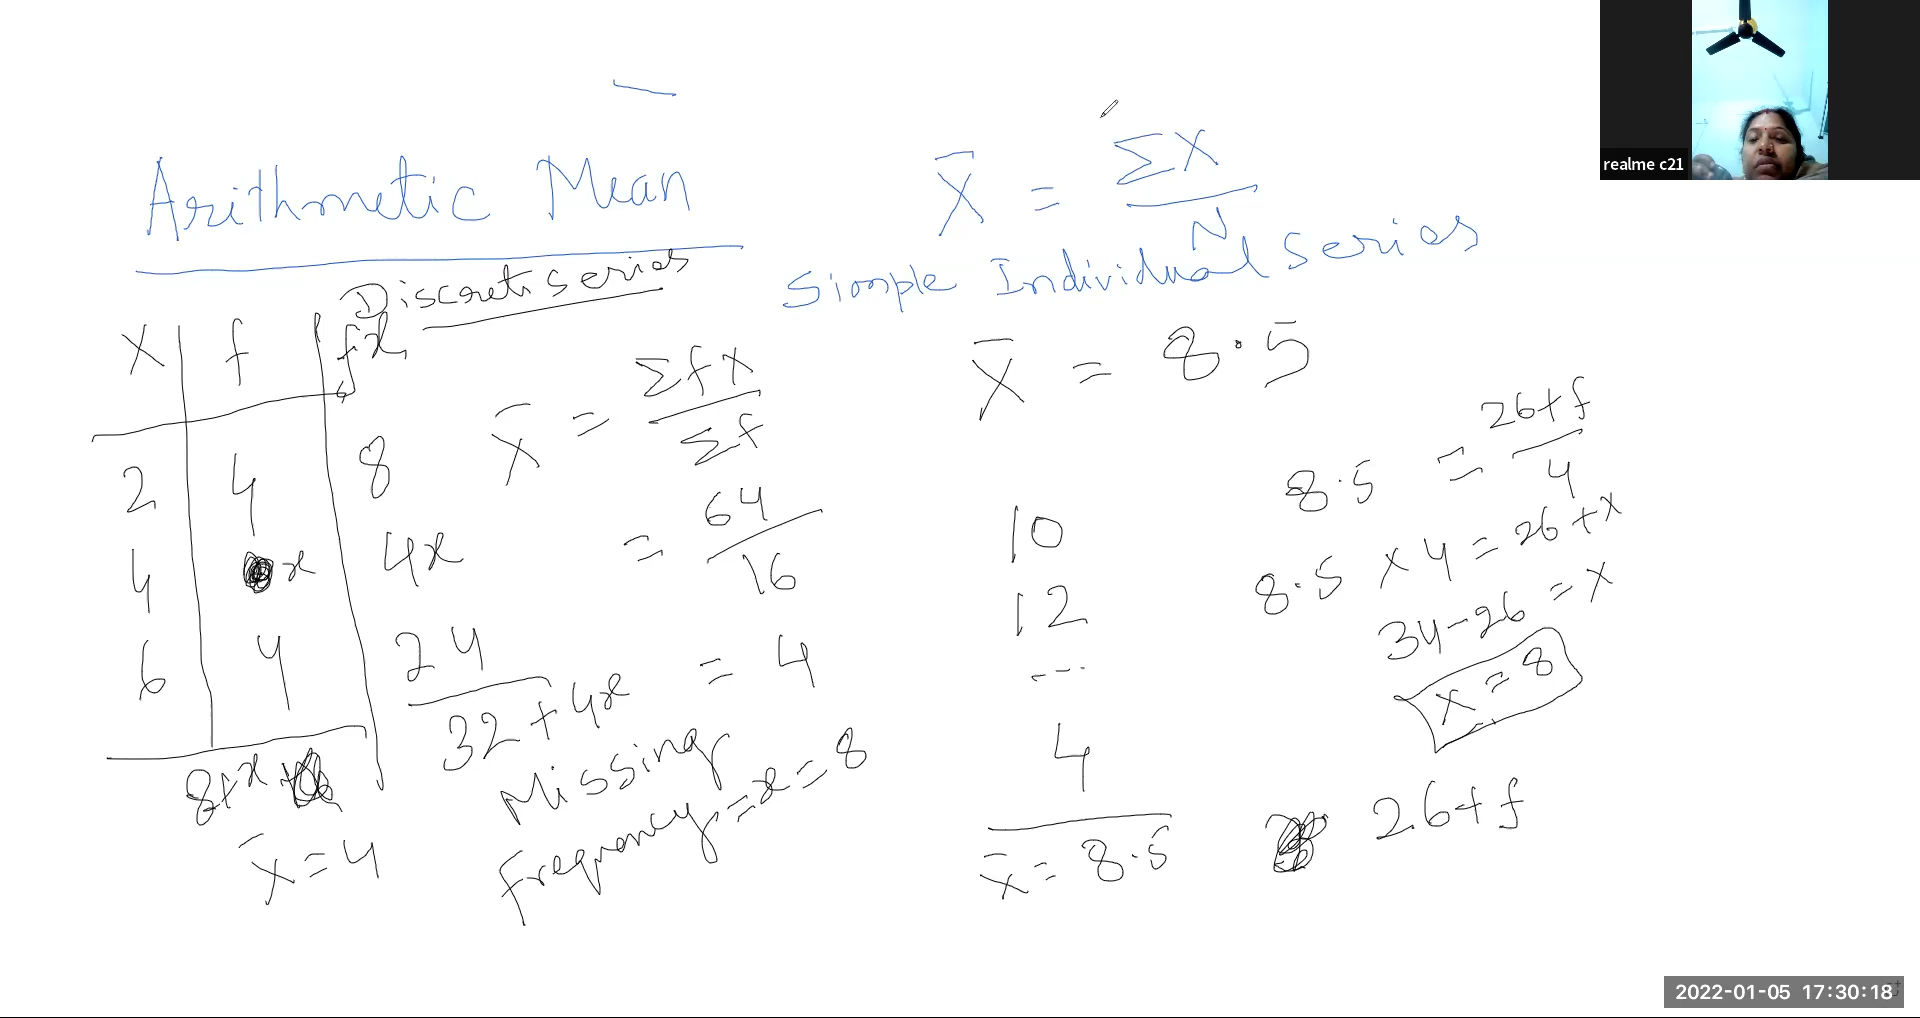 realme c21
Arithmetic Mean
X̄ = ΣX / N
Simple Individual Series
Discrete series
X | f | fx
2 | 4 | 8
4 | x | 4x
6 | 4 | 24
8+x | 32 + 4x
X̄ = 4
X̄ = Σfx / Σf
= 64 / 16
= 4
Missing
frequency = x = 8
X̄ = 8.5
10
12
---
4
X̄ = 8.5
26+f
8.5 = 26+f / 4
8.5 × 4 = 26 + x
34-26 = x
x = 8
2022-01-05 17:30:18